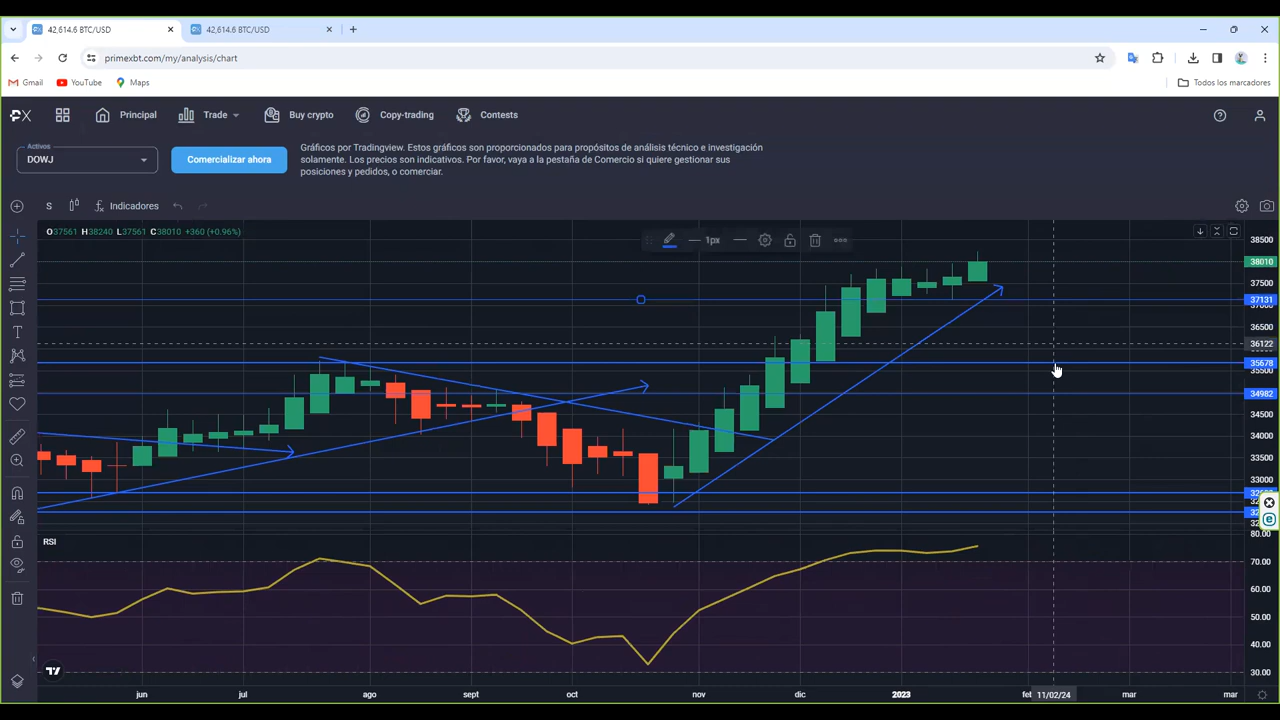 42,614.6 BTC/USD
42,614.6 BTC/USD
primexbt.com/my/analysis/chart
Gmail
YouTube
Maps
Todos los marcadores
PX
Principal
Trade
Buy crypto
Copy-trading
Contests
Activos
DOWJ
Comercializar ahora
Gráficos por Tradingview. Estos gráficos son proporcionados para propósitos de análisis técnico e investigación
solamente. Los precios son indicativos. Por favor, vaya a la pestaña de Comercio si quiere gestionar sus
posiciones y pedidos, o comerciar.
S
Indicadores
O37561 H38240 L37561 C38010 +360 (+0.96%)
1px
38500
38010
37500
37131
36500
36122
35678
35500
34982
34500
34000
33500
33000
RSI
80.00
70.00
60.00
50.00
40.00
30.00
jun
jul
ago
sept
oct
nov
dic
2023
feb
11/02/24
mar
mar